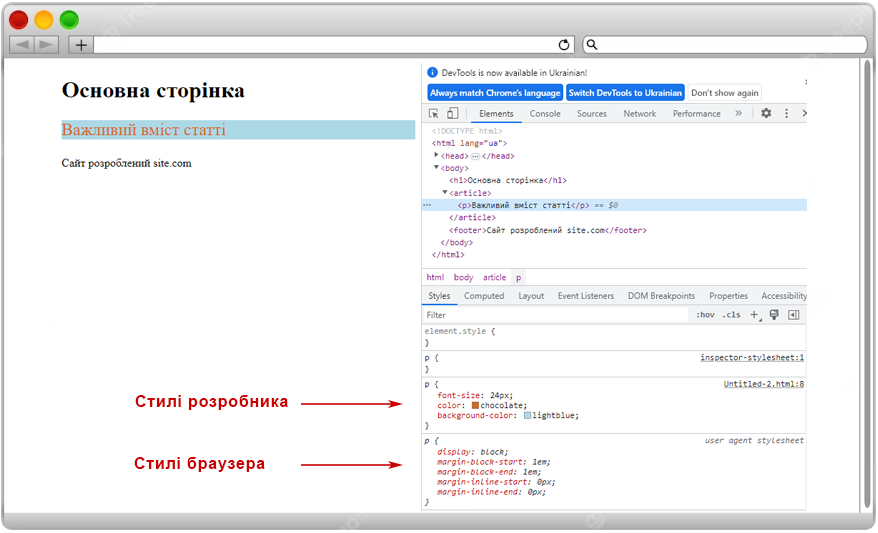 Основна сторінка
Важливий вміст статті
Сайт розроблений site.com
Стилі розробника
Стилі браузера
DevTools is now available in Ukrainian!
Always match Chrome's language Switch DevTools to Ukrainian Don't show again
Elements Console Sources Network Performance »
<!DOCTYPE html>
<html lang="ua">
<head> ⋯ </head>
<body>
<h1>Основна сторінка</h1>
<article>
<p>Важливий вміст статті</p> == $0
</article>
<footer>Сайт розроблений site.com</footer>
</body>
</html>
html body article p
Styles Computed Layout Event Listeners DOM Breakpoints Properties Accessibility
Filter :hov .cls +
element.style {
}
p { inspector-stylesheet:1
}
p { Untitled-2.html:8
font-size: 24px;
color: chocolate;
background-color: lightblue;
}
p { user agent stylesheet
display: block;
margin-block-start: 1em;
margin-block-end: 1em;
margin-inline-start: 0px;
margin-inline-end: 0px;
}